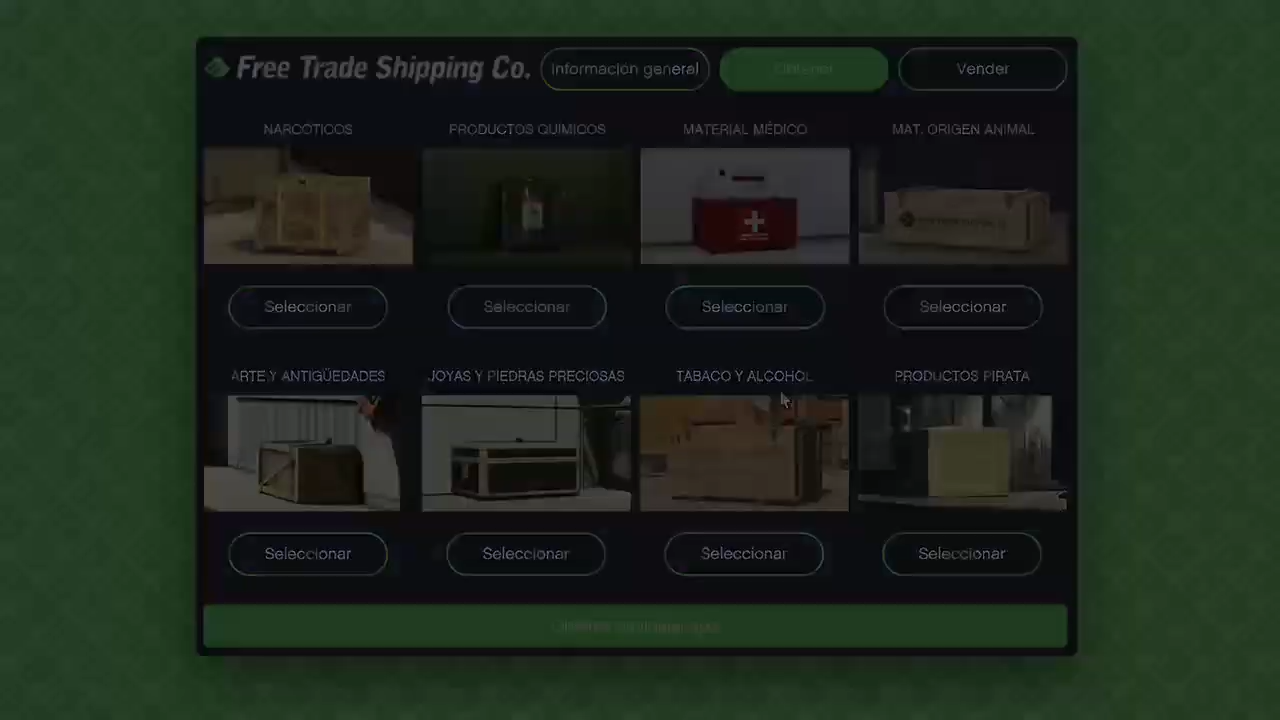 Free Trade Shipping Co.
Información general
Obtener
Vender
NARCÓTICOS
PRODUCTOS QUÍMICOS
MATERIAL MÉDICO
MAT. ORIGEN ANIMAL
Seleccionar
Seleccionar
Seleccionar
Seleccionar
ARTE Y ANTIGÜEDADES
JOYAS Y PIEDRAS PRECIOSAS
TABACO Y ALCOHOL
PRODUCTOS PIRATA
Seleccionar
Seleccionar
Seleccionar
Seleccionar